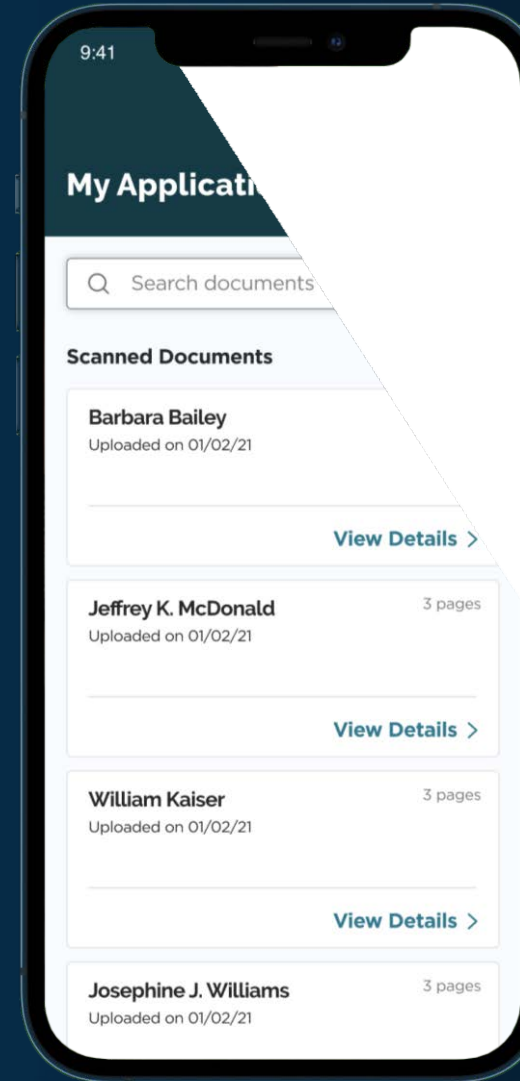 9:41
My
Search documents
Scanned Documents
Barbara Bailey
Uploaded on 01/02/21
View Details
Jeffrey K. McDonald
3 pages
Uploaded on 01/02/21
View Details
William Kaiser
3 pages
Uploaded on 01/02/21
View Details
Josephine J. Williams
3 pages
Uploaded on 01/02/21